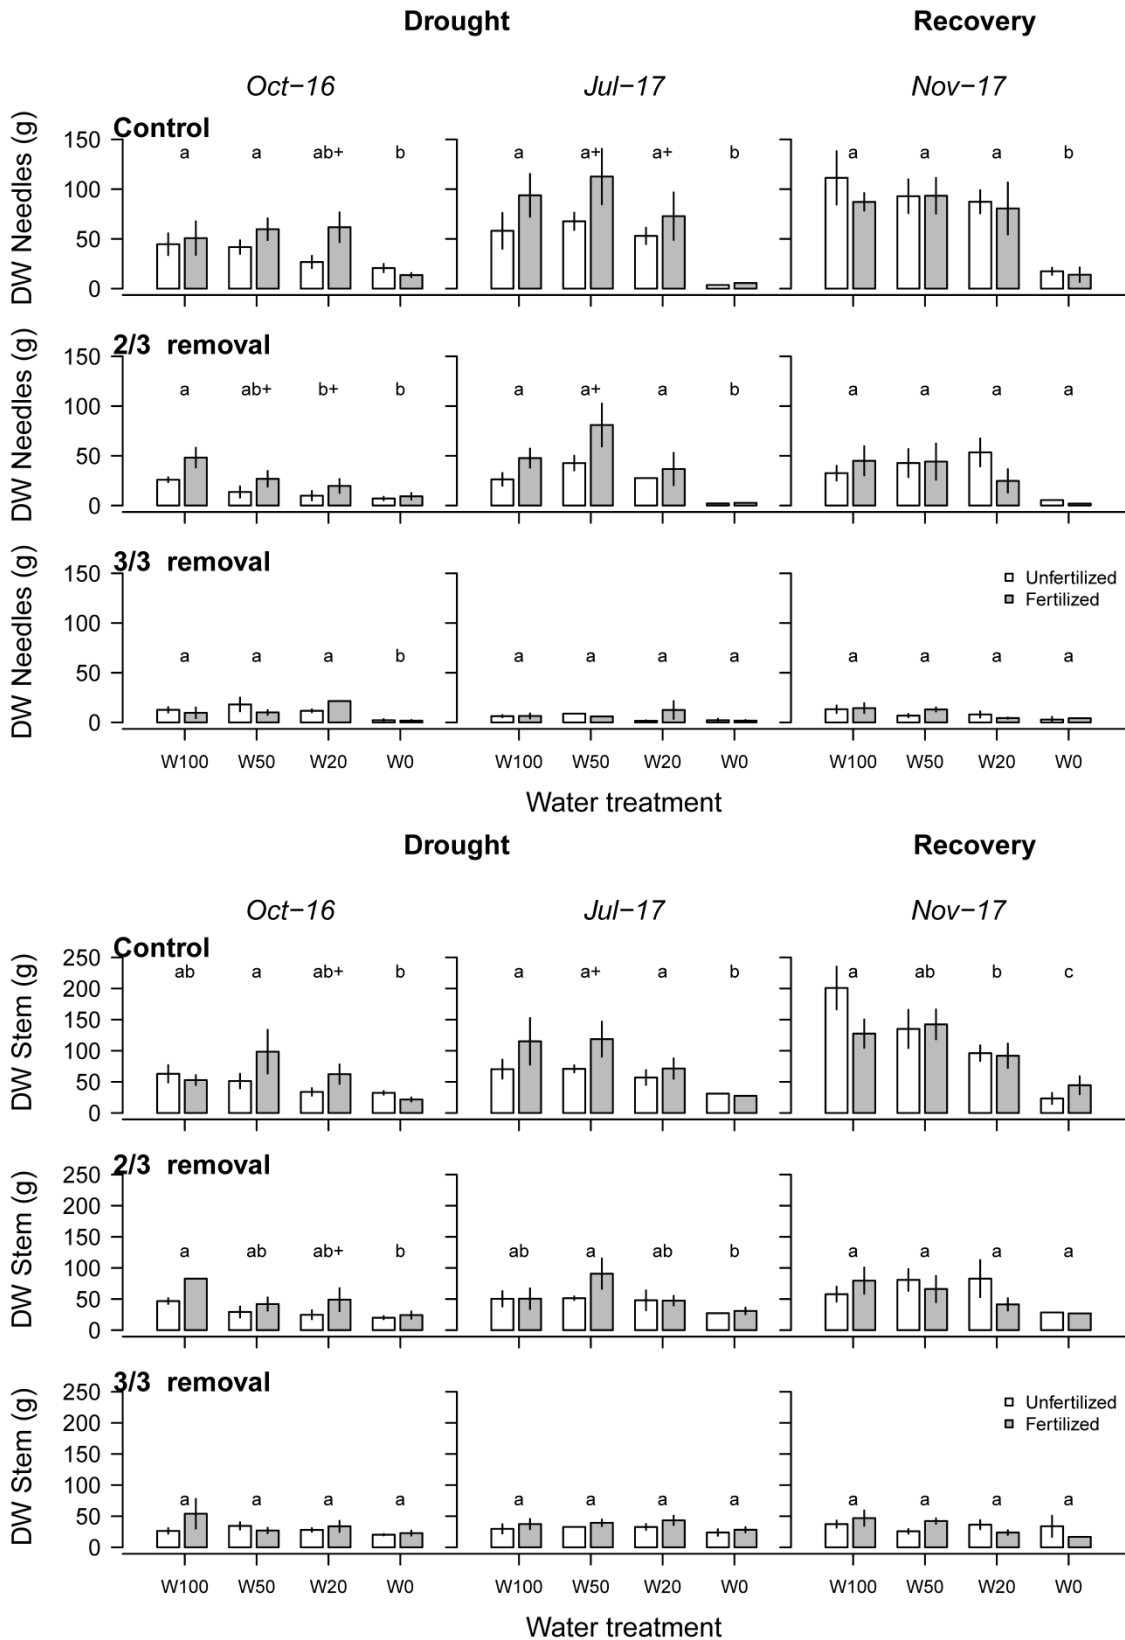 Drought Recovery
Oct−16 Jul−17 Nov−17
Control
DW Needles (g)
150
100
50
0
a a ab+ b
a a+ a+ b
a a a b
2/3 removal
DW Needles (g)
150
100
50
0
a ab+ b+ b
a a+ a b
a a a a
3/3 removal
DW Needles (g)
150
100
50
0
Unfertilized
Fertilized
a a a b
a a a a
a a a a
W100 W50 W20 W0 W100 W50 W20 W0 W100 W50 W20 W0
Water treatment
Drought Recovery
Oct−16 Jul−17 Nov−17
Control
DW Stem (g)
250
200
150
100
50
0
ab a ab+ b
a a+ a b
a ab b c
2/3 removal
DW Stem (g)
250
200
150
100
50
0
a ab ab+ b
ab a ab b
a a a a
3/3 removal
DW Stem (g)
250
200
150
100
50
0
Unfertilized
Fertilized
a a a a
a a a a
a a a a
W100 W50 W20 W0 W100 W50 W20 W0 W100 W50 W20 W0
Water treatment